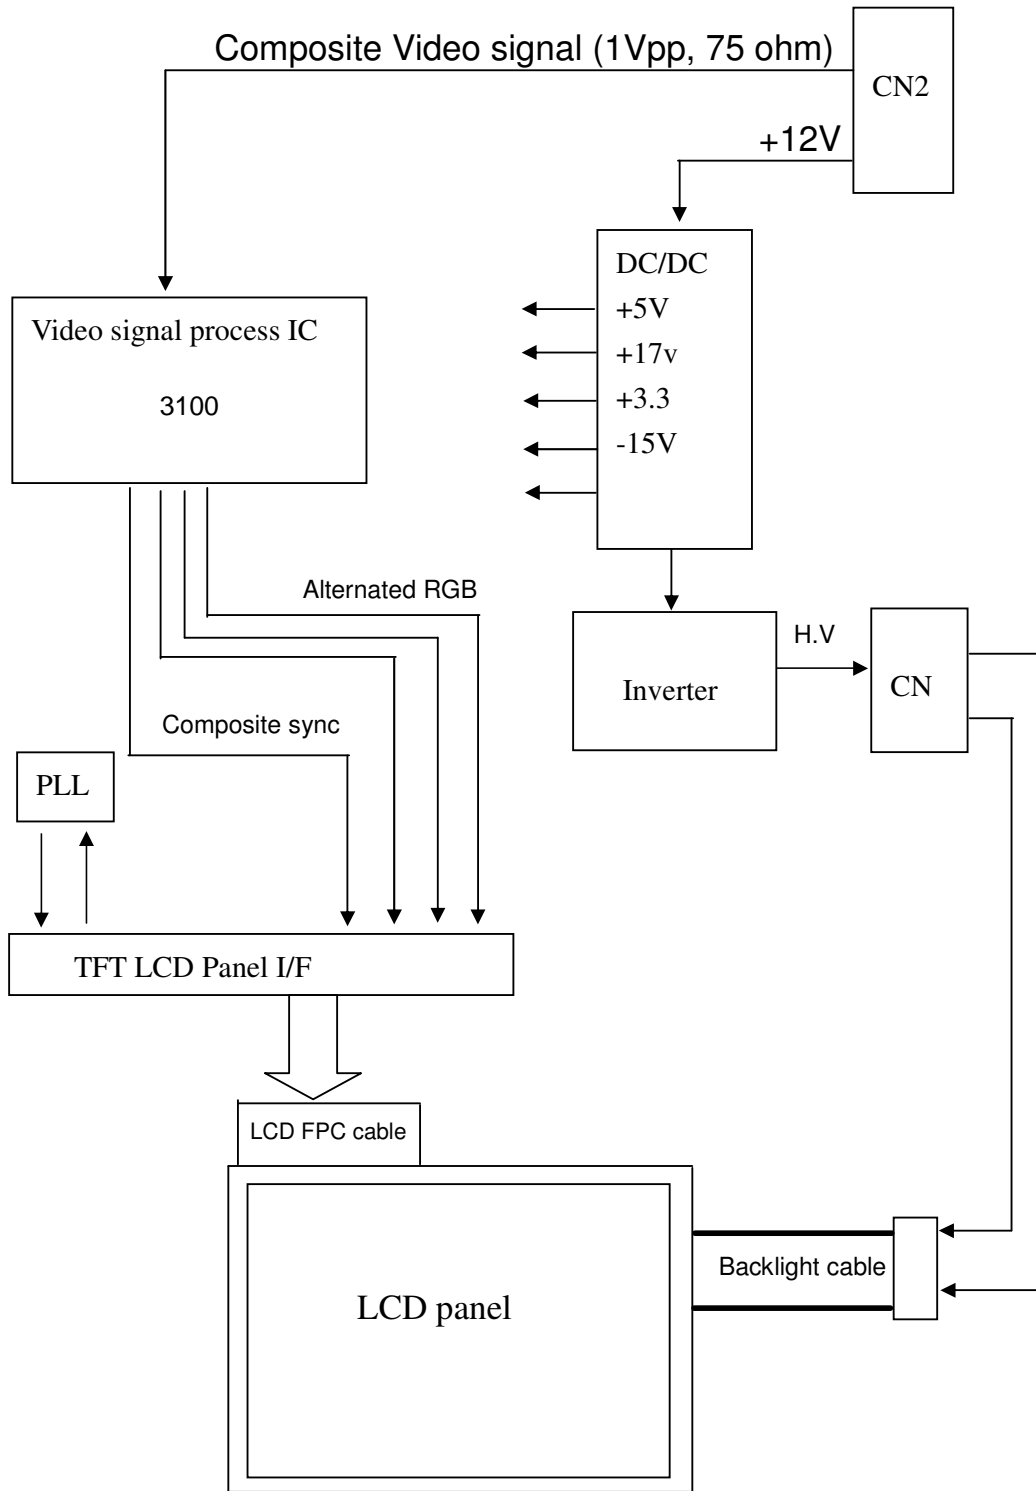 Composite Video signal (1Vpp, 75 ohm)
CN2
+12V
DC/DC
+5V
+17v
+3.3
-15V
Video signal process IC
3100
Alternated RGB
H.V
Inverter
CN
Composite sync
PLL
TFT LCD Panel I/F
LCD FPC cable
Backlight cable
LCD panel